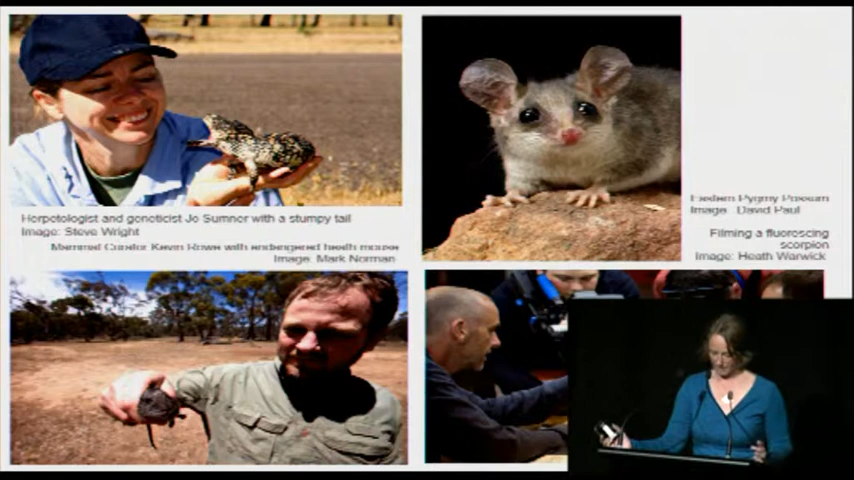 Herpetologist and geneticist Jo Sumner with a stumpy tail
Image: Steve Wright
Mammal Curator Kevin Rowe with endangered heath mouse
Image: Mark Norman
Eastern Pygmy Possum
Image: David Paul
Filming a fluorescing
scorpion
Image: Heath Warwick